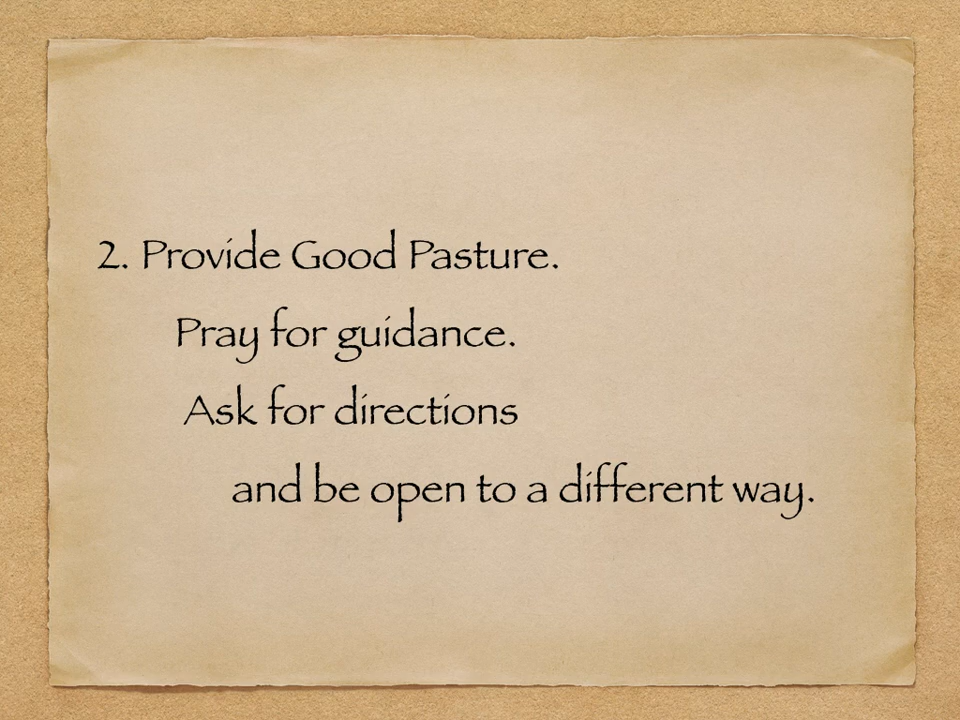 2. Provide Good Pasture.
Pray for guidance.
Ask for directions
and be open to a different way.